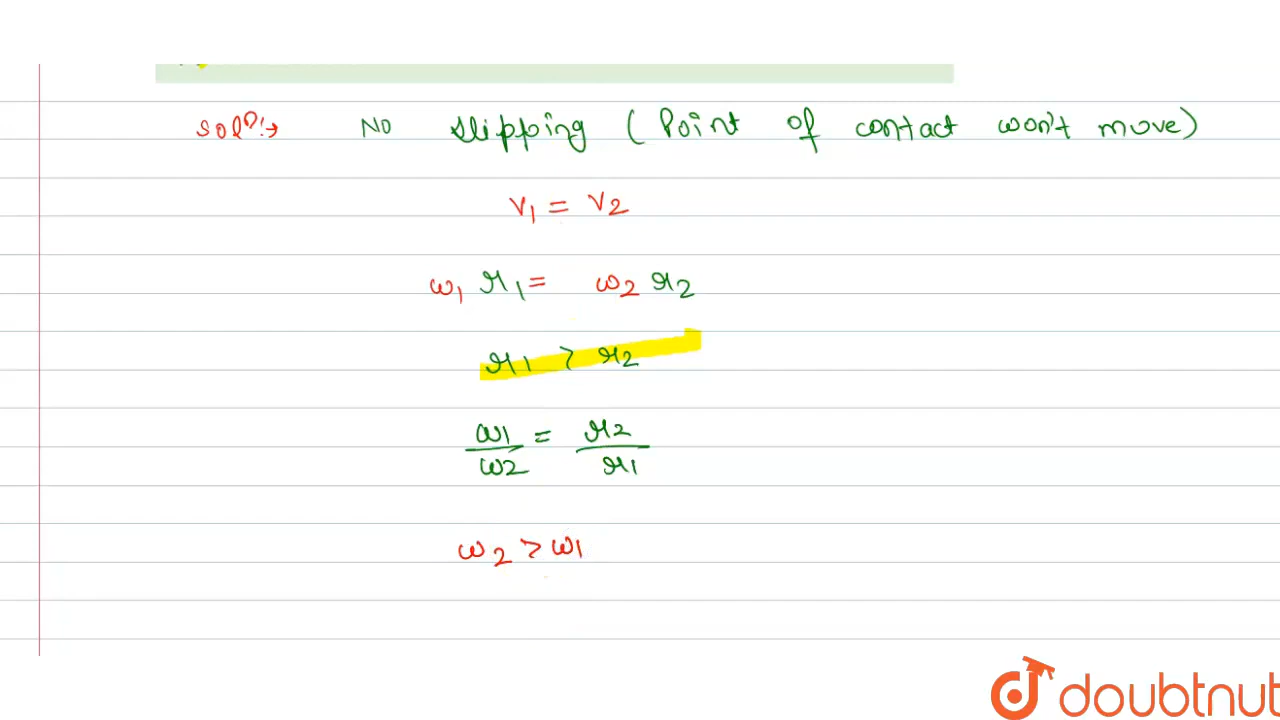 Solⁿ:→ No slipping (Point of contact won't move)
v₁ = v₂
ω₁ r₁ = ω₂ r₂
r₁ > r₂
ω₁/ω₂ = r₂/r₁
ω₂ > ω₁
doubtnut